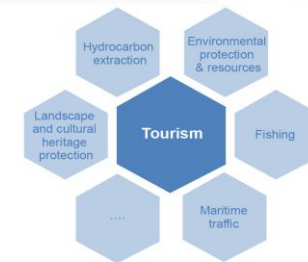 Hydrocarbon
extraction
Environmental
protection
& resources
Landscape
and cultural
heritage
protection
Tourism
Fishing
....
Maritime
traffic